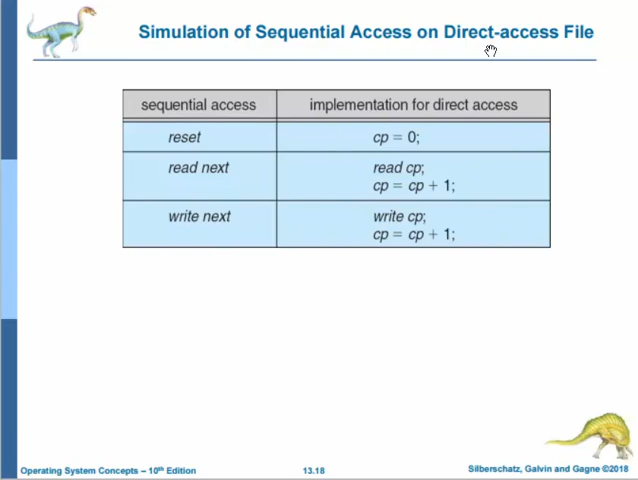 Simulation of Sequential Access on Direct-access File
sequential access
implementation for direct access
reset
cp = 0;
read next
read cp;
cp = cp + 1;
write next
write cp;
cp = cp + 1;
Operating System Concepts – 10th Edition
13.18
Silberschatz, Galvin and Gagne ©2018